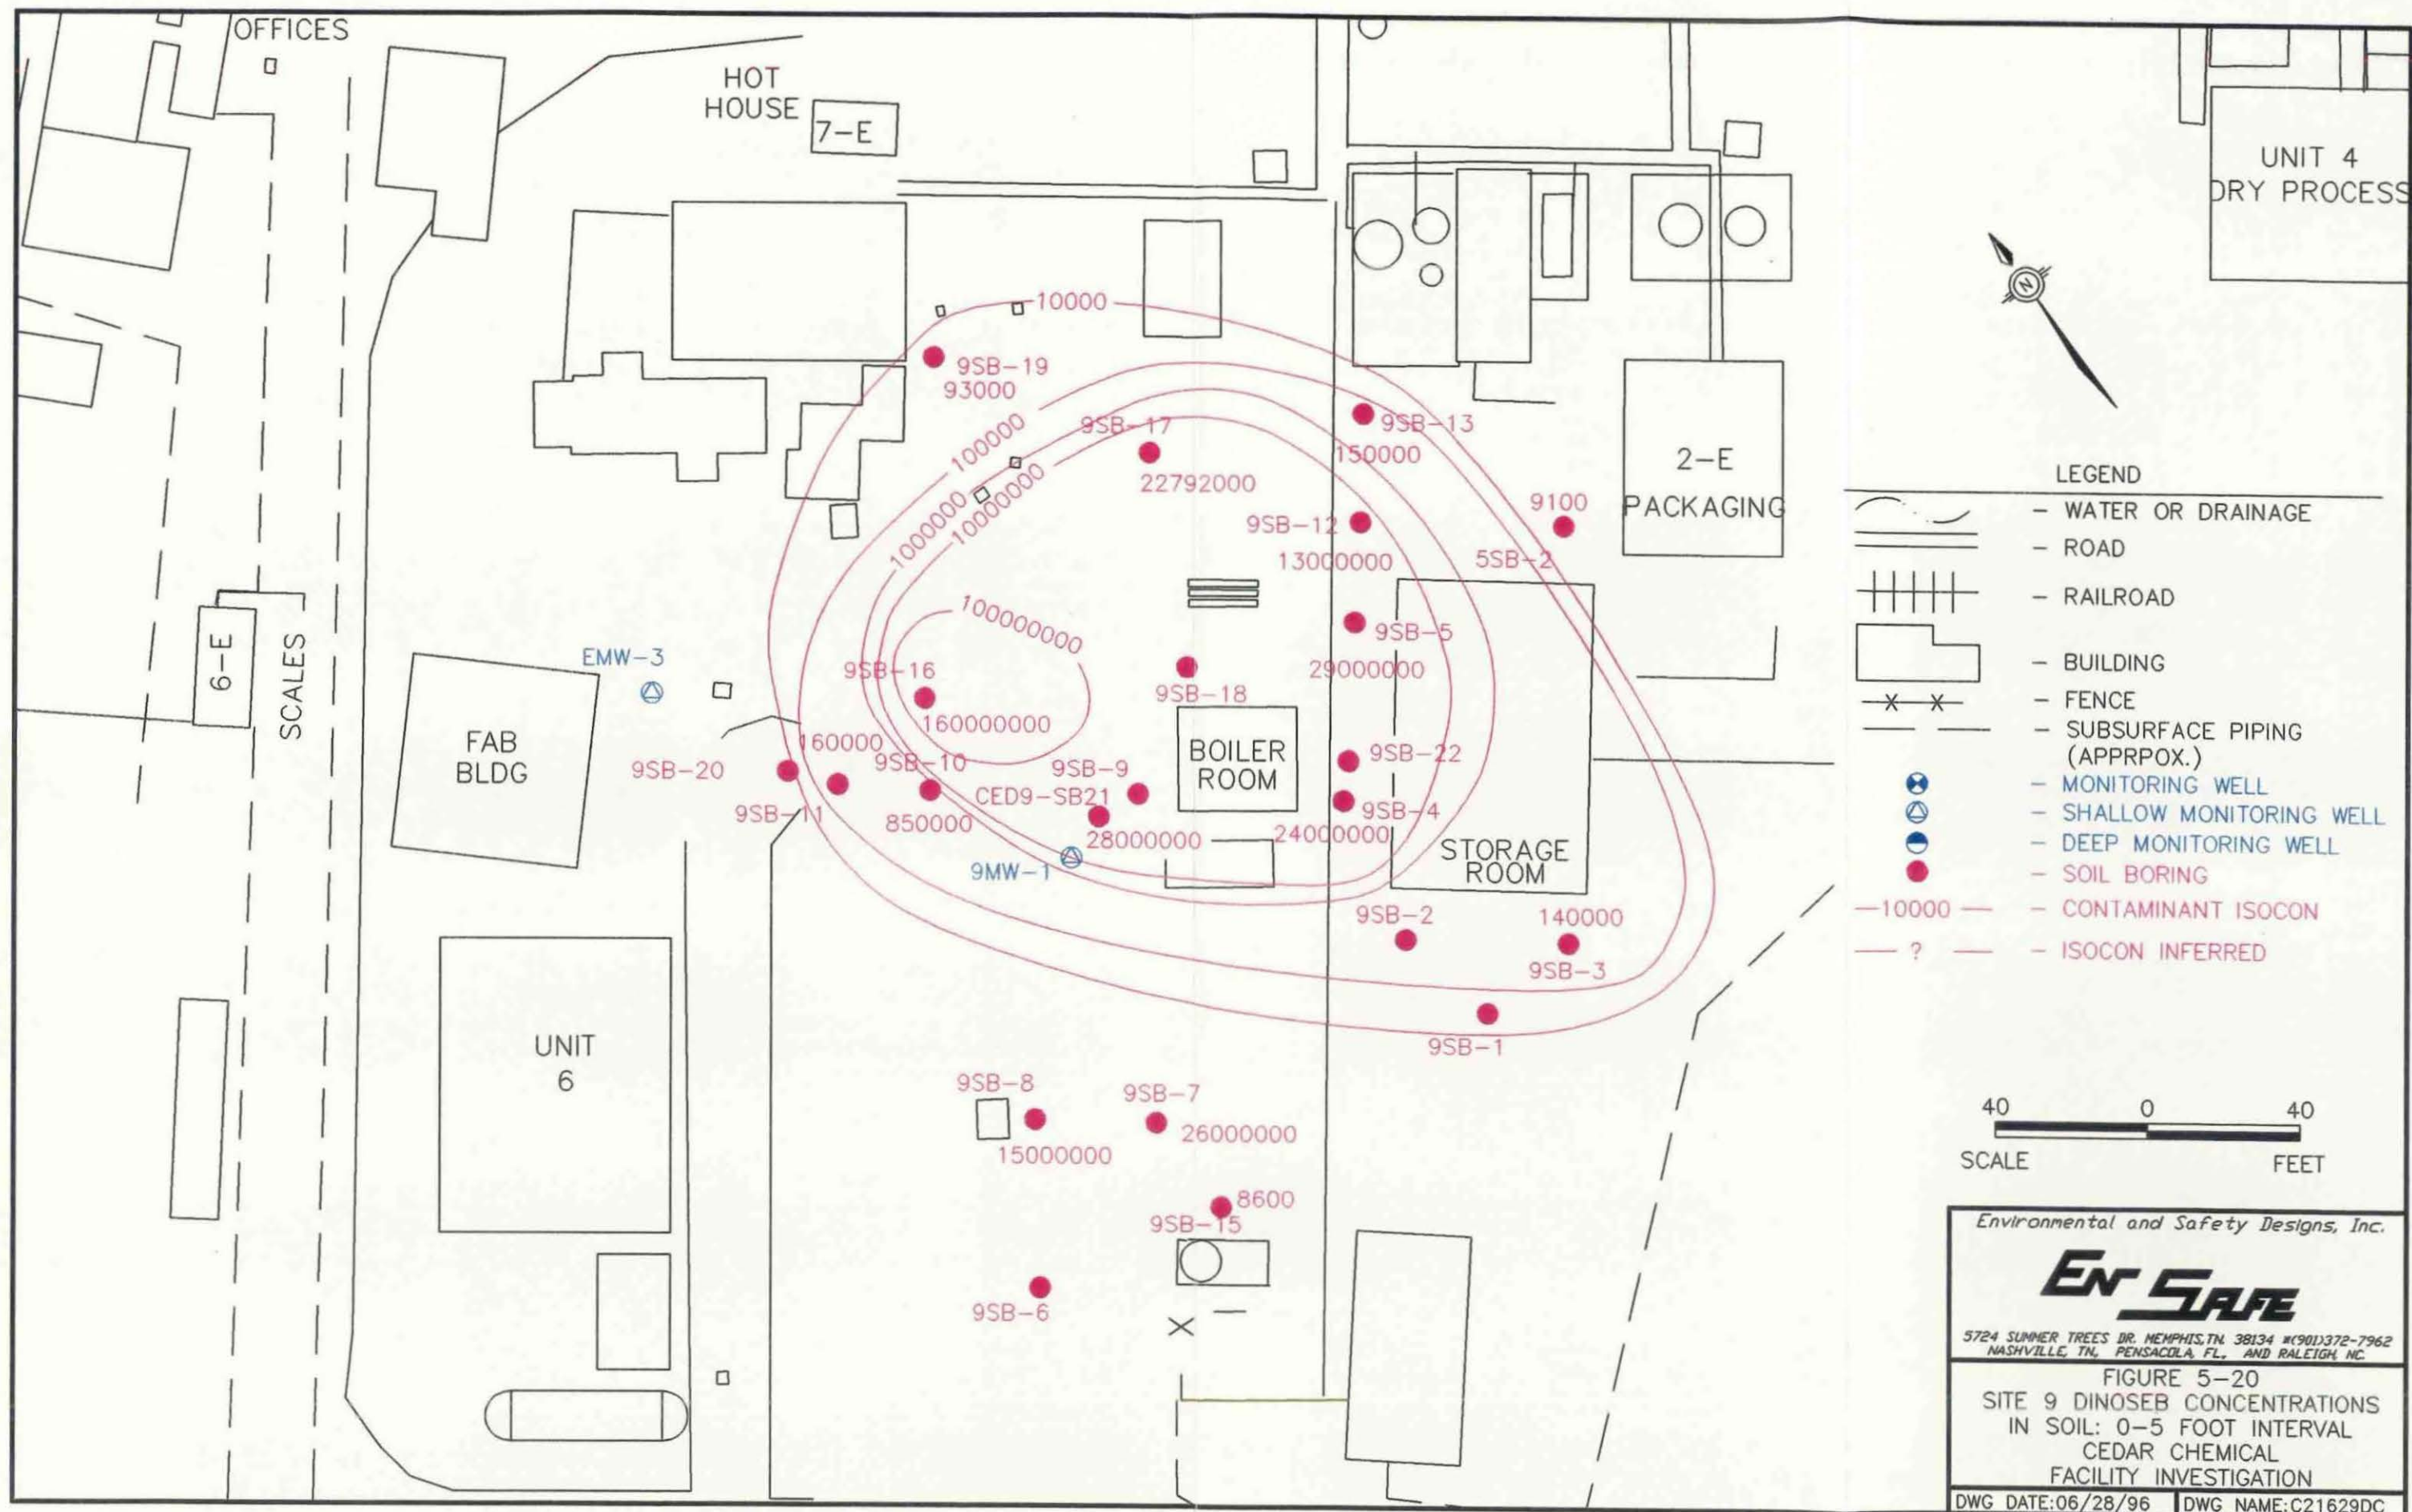 OFFICES
HOT
HOUSE
7-E
UNIT 4
DRY PROCESS
N
10000
9SB-19
93000
100000
9SB-17
22792000
9SB-13
150000
1000000
10000000
9SB-12
13000000
9100
5SB-2
2-E
PACKAGING
100000000
9SB-5
29000000
6-E
SCALES
EMW-3
9SB-16
160000000
9SB-18
FAB
BLDG
160000
9SB-20
9SB-10
9SB-9
CED9-SB21
BOILER
ROOM
9SB-22
9SB-11
850000
28000000
9SB-4
24000000
9MW-1
STORAGE
ROOM
9SB-2
140000
9SB-3
9SB-1
UNIT
6
9SB-8
15000000
9SB-7
26000000
8600
9SB-15
9SB-6
LEGEND
- WATER OR DRAINAGE
- ROAD
- RAILROAD
- BUILDING
- FENCE
- SUBSURFACE PIPING
(APPRPOX.)
- MONITORING WELL
- SHALLOW MONITORING WELL
- DEEP MONITORING WELL
- SOIL BORING
—10000— - CONTAMINANT ISOCON
— ? — - ISOCON INFERRED
40 0 40
SCALE FEET
Environmental and Safety Designs, Inc.
EN SAFE
5724 SUMMER TREES DR. MEMPHIS,TN. 38134 #(901)372-7962
NASHVILLE, TN, PENSACOLA, FL, AND RALEIGH, NC
FIGURE 5-20
SITE 9 DINOSEB CONCENTRATIONS
IN SOIL: 0-5 FOOT INTERVAL
CEDAR CHEMICAL
FACILITY INVESTIGATION
DWG DATE:06/28/96 DWG NAME:C21629DC